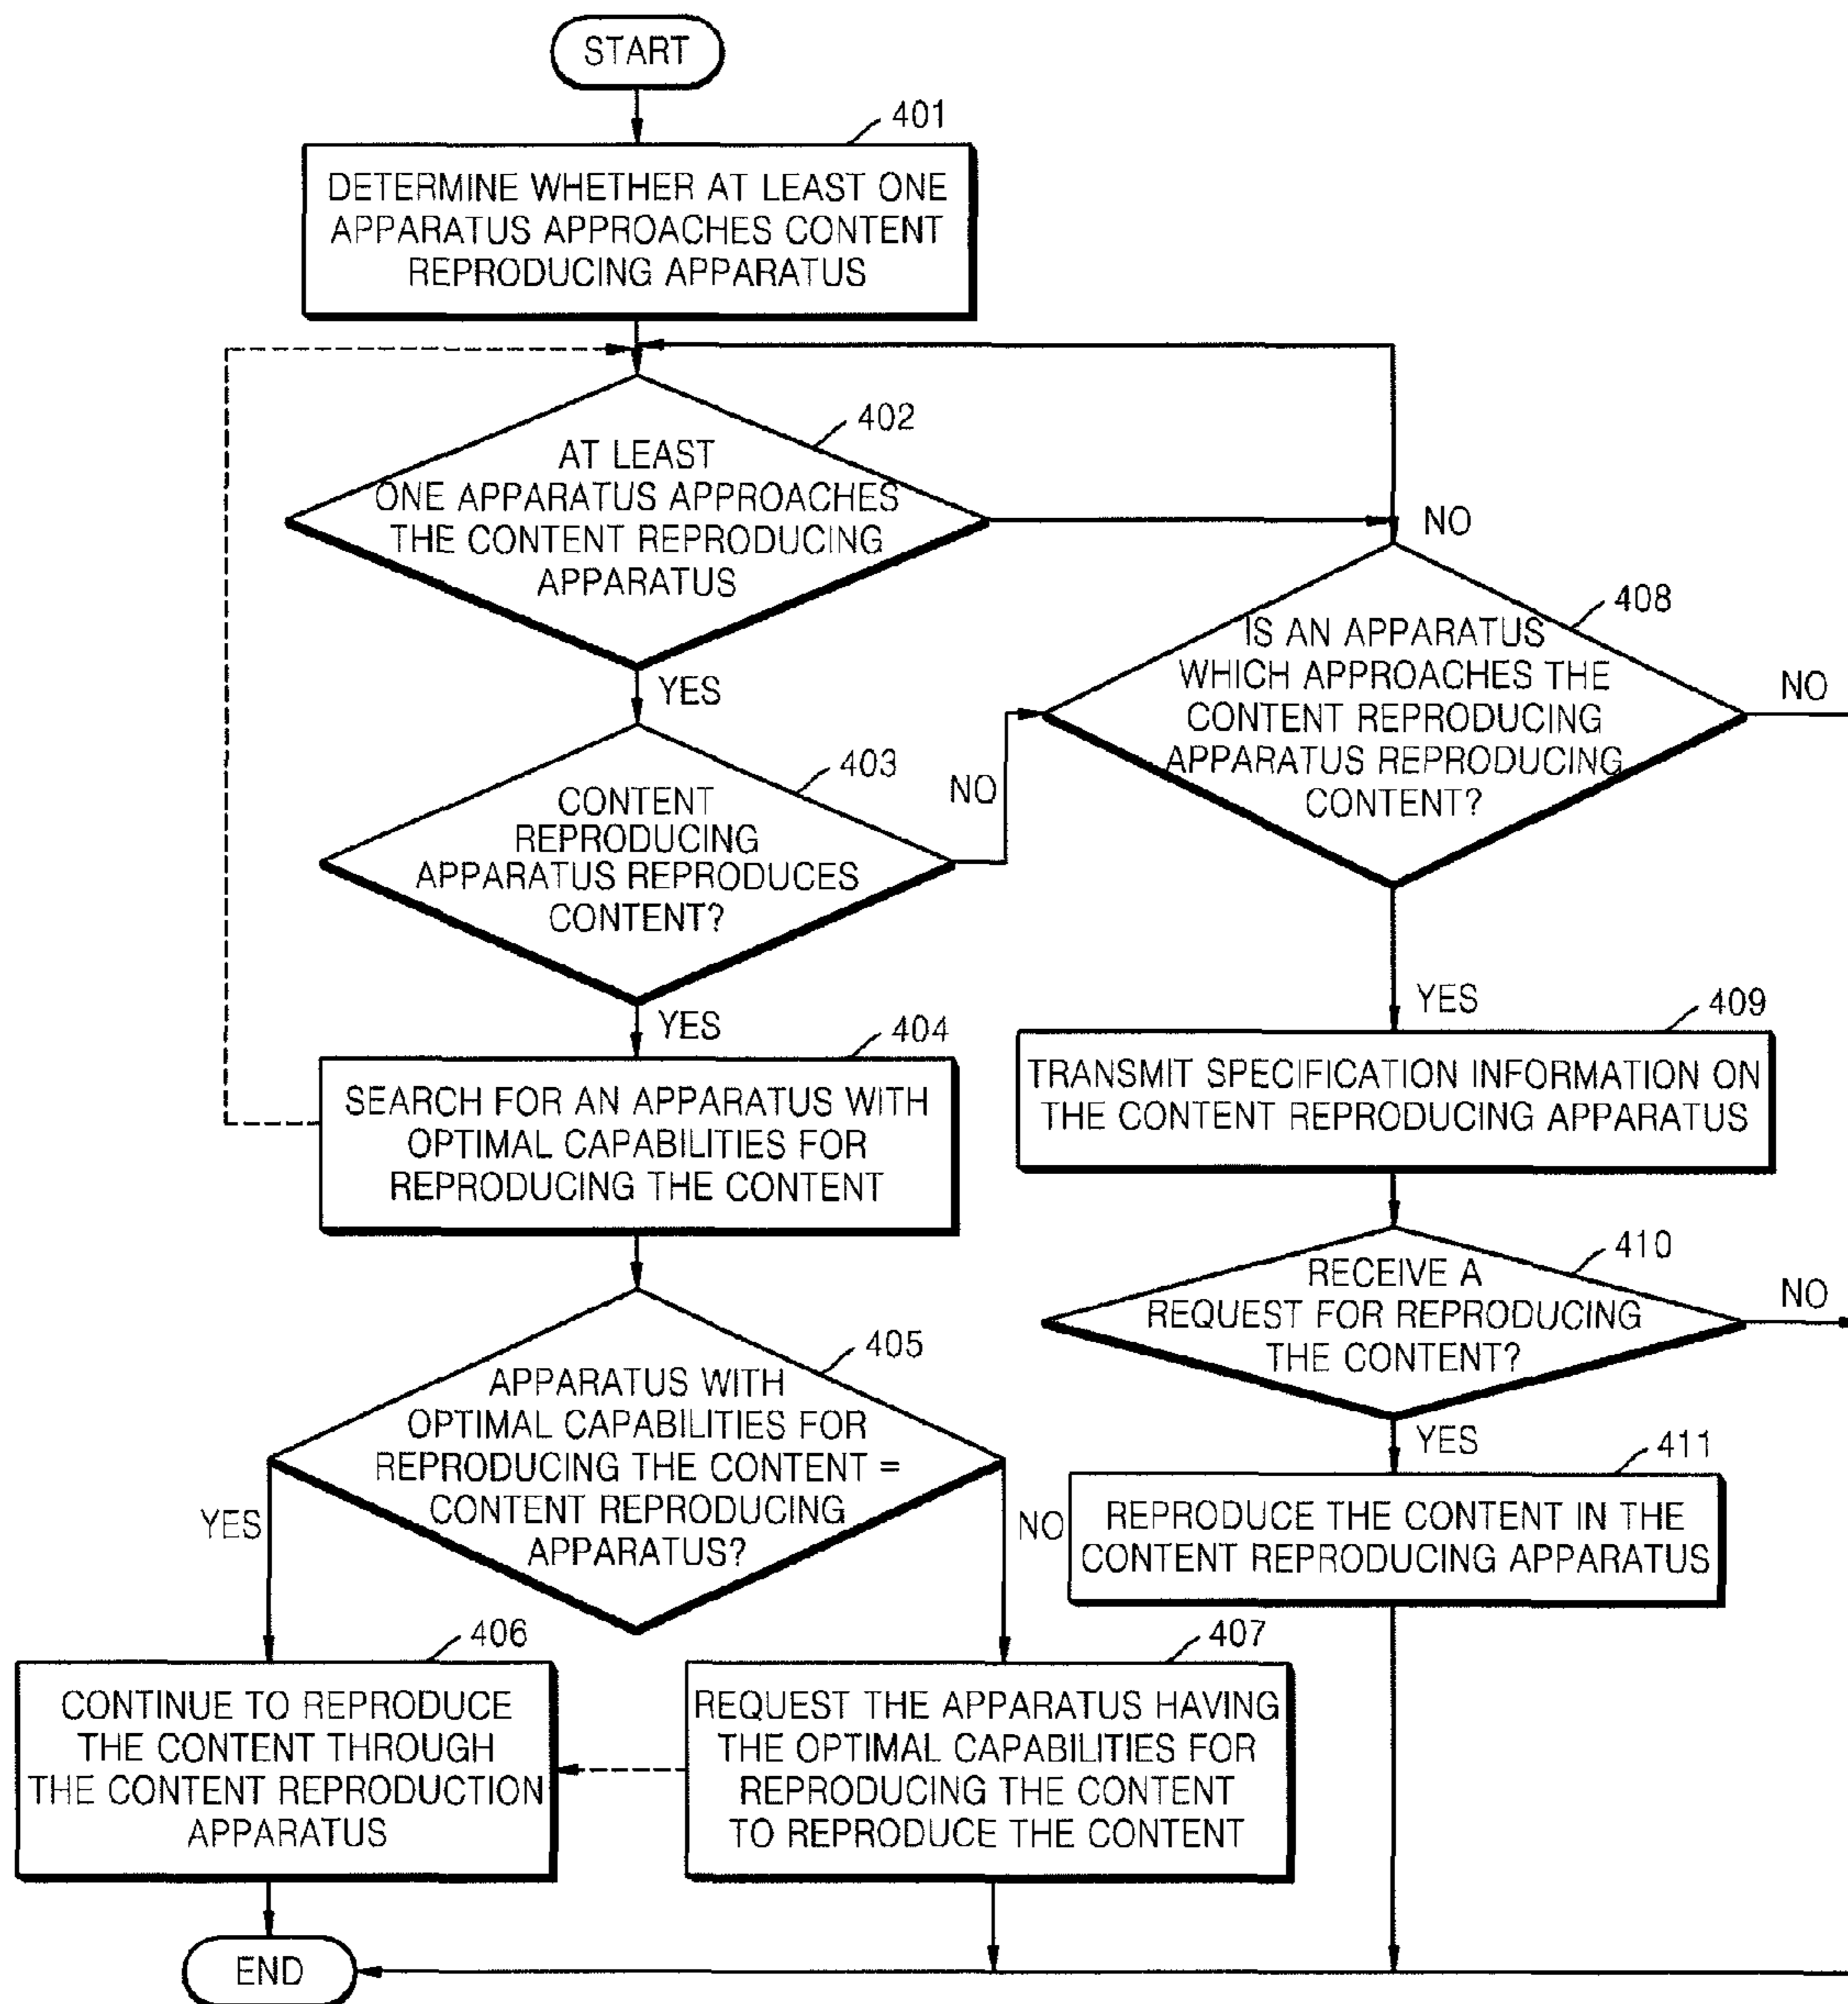 START
401
DETERMINE WHETHER AT LEAST ONE
APPARATUS APPROACHES CONTENT
REPRODUCING APPARATUS
402
AT LEAST
ONE APPARATUS APPROACHES
THE CONTENT REPRODUCING
APPARATUS
NO
YES
403
CONTENT
REPRODUCING
APPARATUS REPRODUCES
CONTENT?
NO
YES
404
SEARCH FOR AN APPARATUS WITH
OPTIMAL CAPABILITIES FOR
REPRODUCING THE CONTENT
405
APPARATUS WITH
OPTIMAL CAPABILITIES FOR
REPRODUCING THE CONTENT =
CONTENT REPRODUCING
APPARATUS?
YES
NO
406
CONTINUE TO REPRODUCE
THE CONTENT THROUGH
THE CONTENT REPRODUCTION
APPARATUS
407
REQUEST THE APPARATUS HAVING
THE OPTIMAL CAPABILITIES FOR
REPRODUCING THE CONTENT
TO REPRODUCE THE CONTENT
408
IS AN APPARATUS
WHICH APPROACHES THE
CONTENT REPRODUCING
APPARATUS REPRODUCING
CONTENT?
NO
YES
409
TRANSMIT SPECIFICATION INFORMATION ON
THE CONTENT REPRODUCING APPARATUS
410
RECEIVE A
REQUEST FOR REPRODUCING
THE CONTENT?
NO
YES
411
REPRODUCE THE CONTENT IN THE
CONTENT REPRODUCING APPARATUS
END